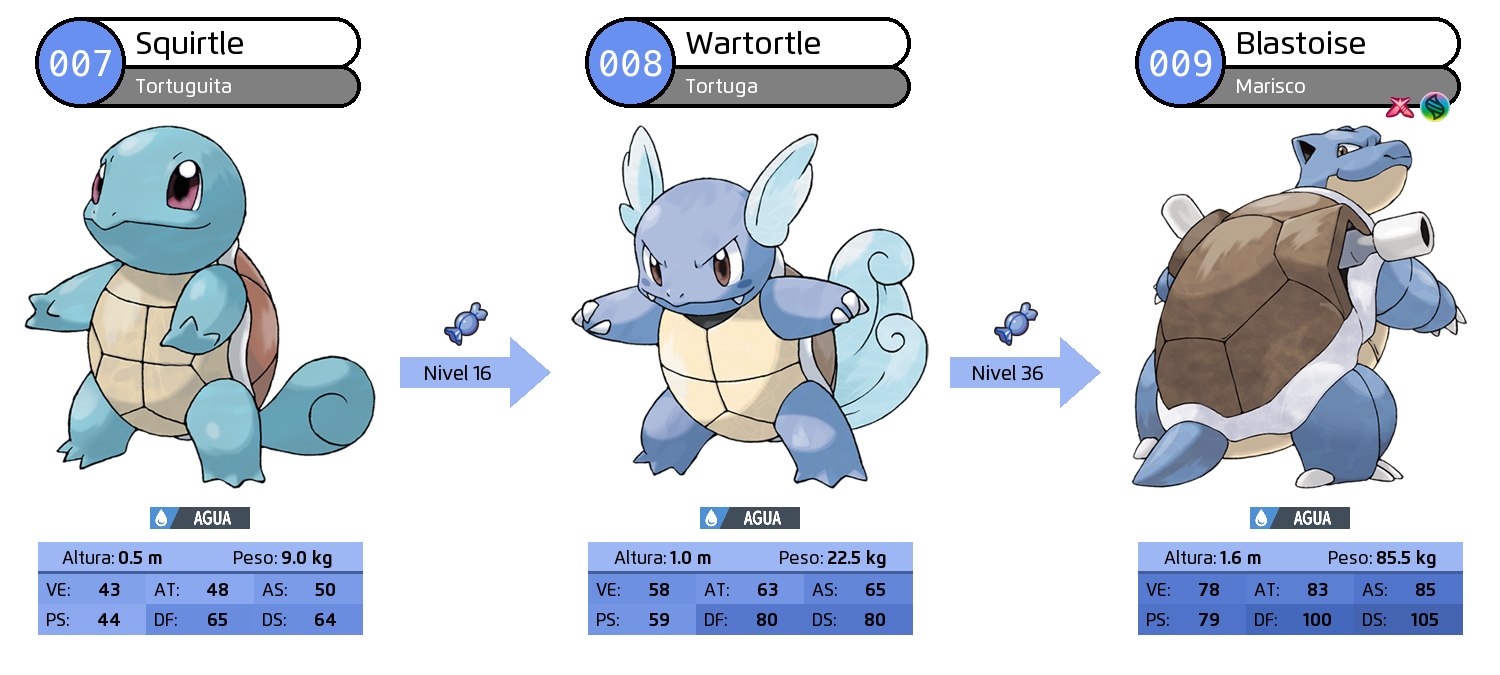 007
Squirtle
Tortuguita
008
Wartortle
Tortuga
009
Blastoise
Marisco
Nivel 16
Nivel 36
AGUA
Altura: 0.5 m Peso: 9.0 kg
VE: 43 AT: 48 AS: 50
PS: 44 DF: 65 DS: 64
AGUA
Altura: 1.0 m Peso: 22.5 kg
VE: 58 AT: 63 AS: 65
PS: 59 DF: 80 DS: 80
AGUA
Altura: 1.6 m Peso: 85.5 kg
VE: 78 AT: 83 AS: 85
PS: 79 DF: 100 DS: 105